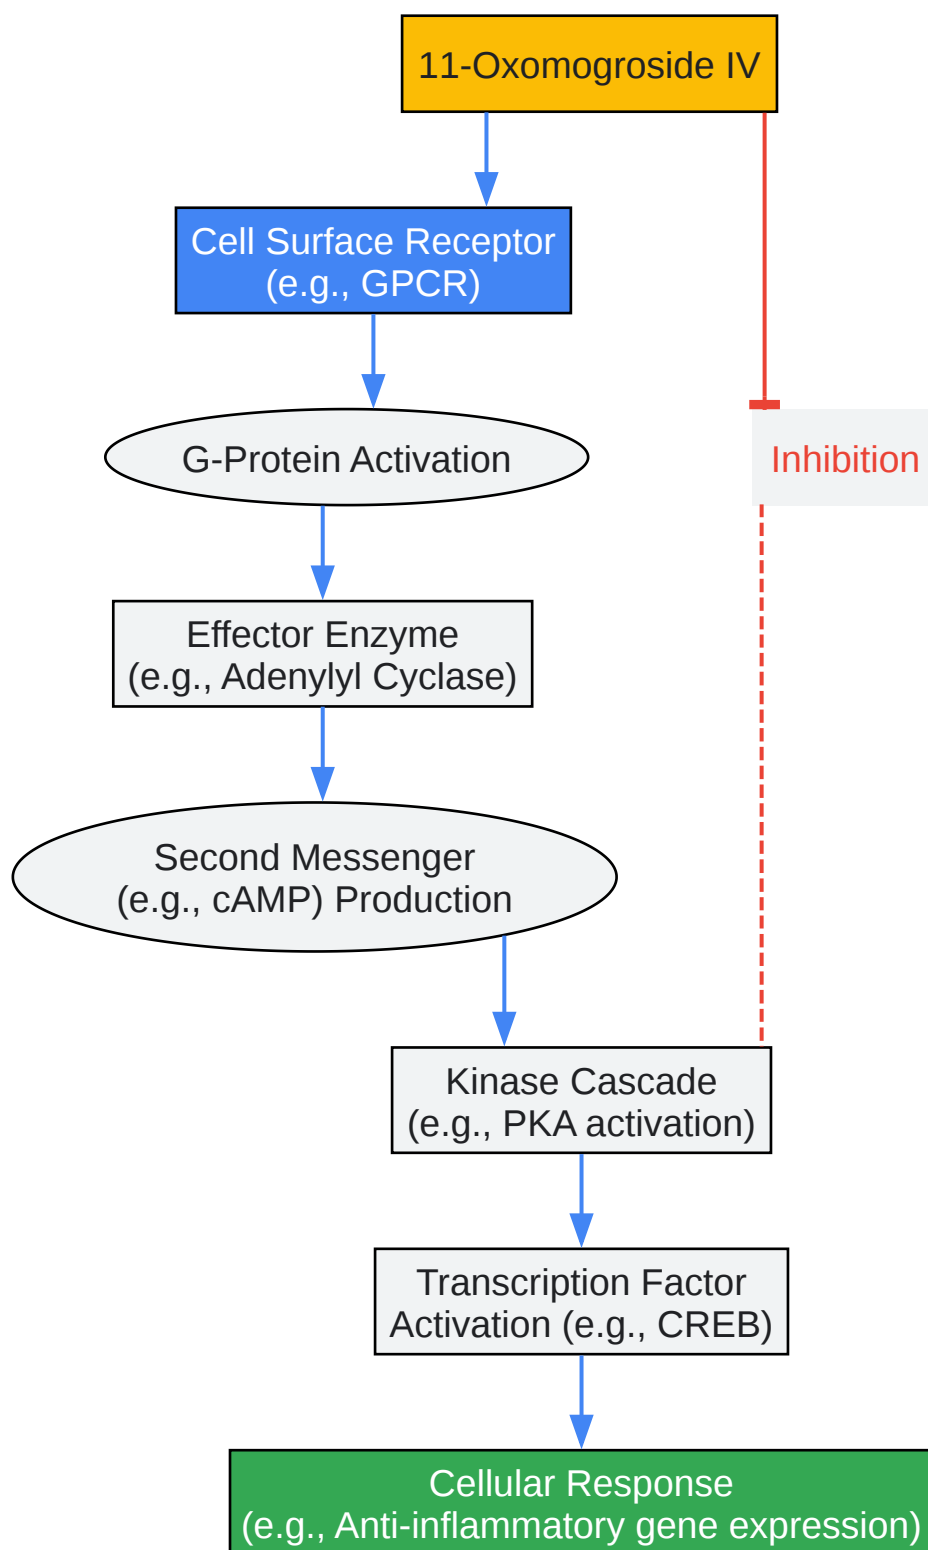 11-Oxomogroside IV
Cell Surface Receptor
(e.g., GPCR)
G-Protein Activation
Inhibition
Effector Enzyme
(e.g., Adenylyl Cyclase)
Second Messenger
(e.g., cAMP) Production
Kinase Cascade
(e.g., PKA activation)
Transcription Factor
Activation (e.g., CREB)
Cellular Response
(e.g., Anti-inflammatory gene expression)